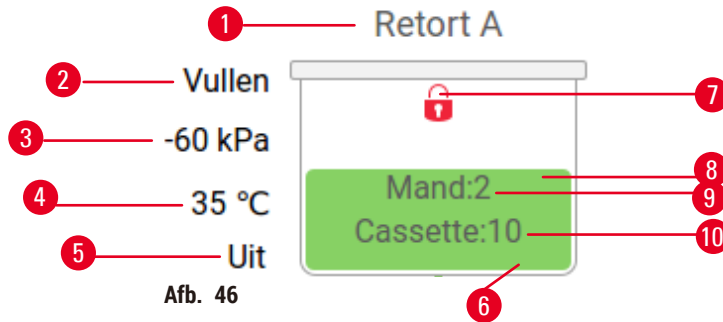 1 Retort A
2 Vullen
7
3 -60 kPa
8
4 35 °C
Mand:2
9
Cassette:10
10
5 Uit
6
Afb. 46